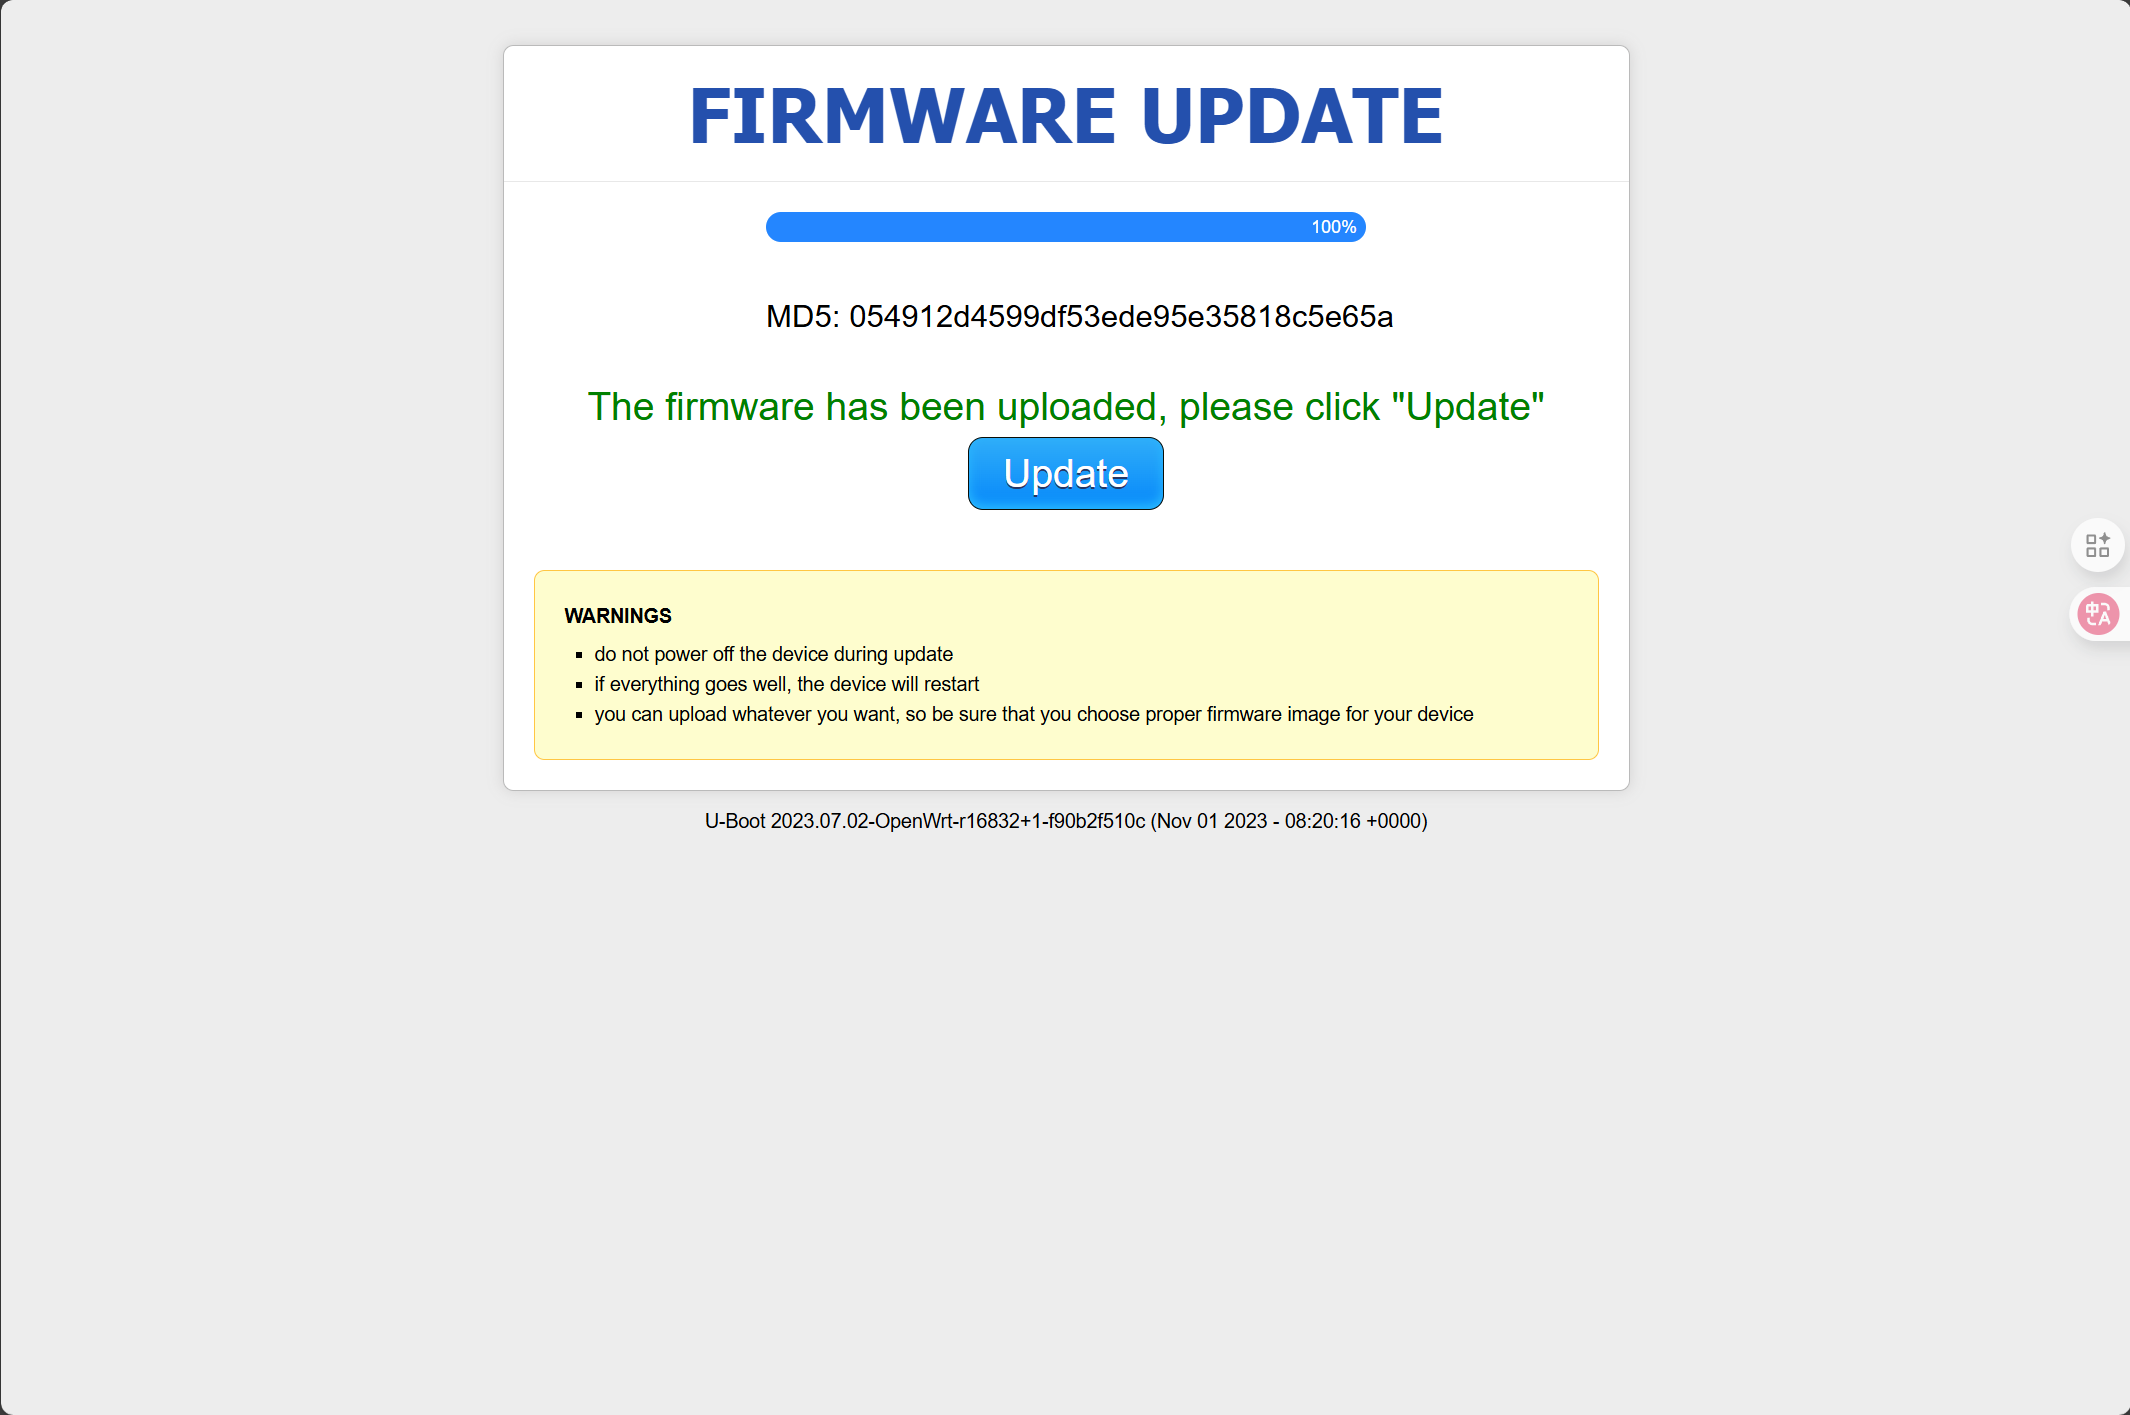 FIRMWARE UPDATE
100%
MD5: 054912d4599df53ede95e35818c5e65a
The firmware has been uploaded, please click "Update"
Update
WARNINGS
▪ do not power off the device during update
▪ if everything goes well, the device will restart
▪ you can upload whatever you want, so be sure that you choose proper firmware image for your device
U-Boot 2023.07.02-OpenWrt-r16832+1-f90b2f510c (Nov 01 2023 - 08:20:16 +0000)
中A